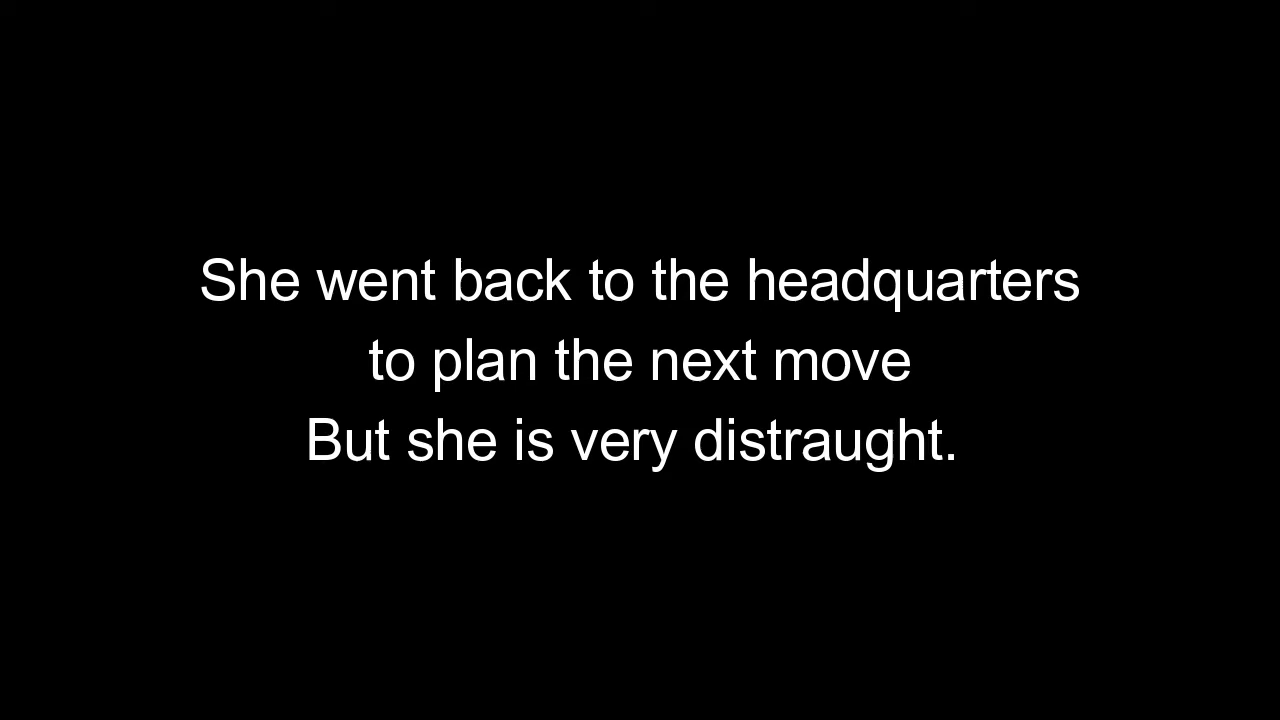 She went back to the headquarters
to plan the next move
But she is very distraught.